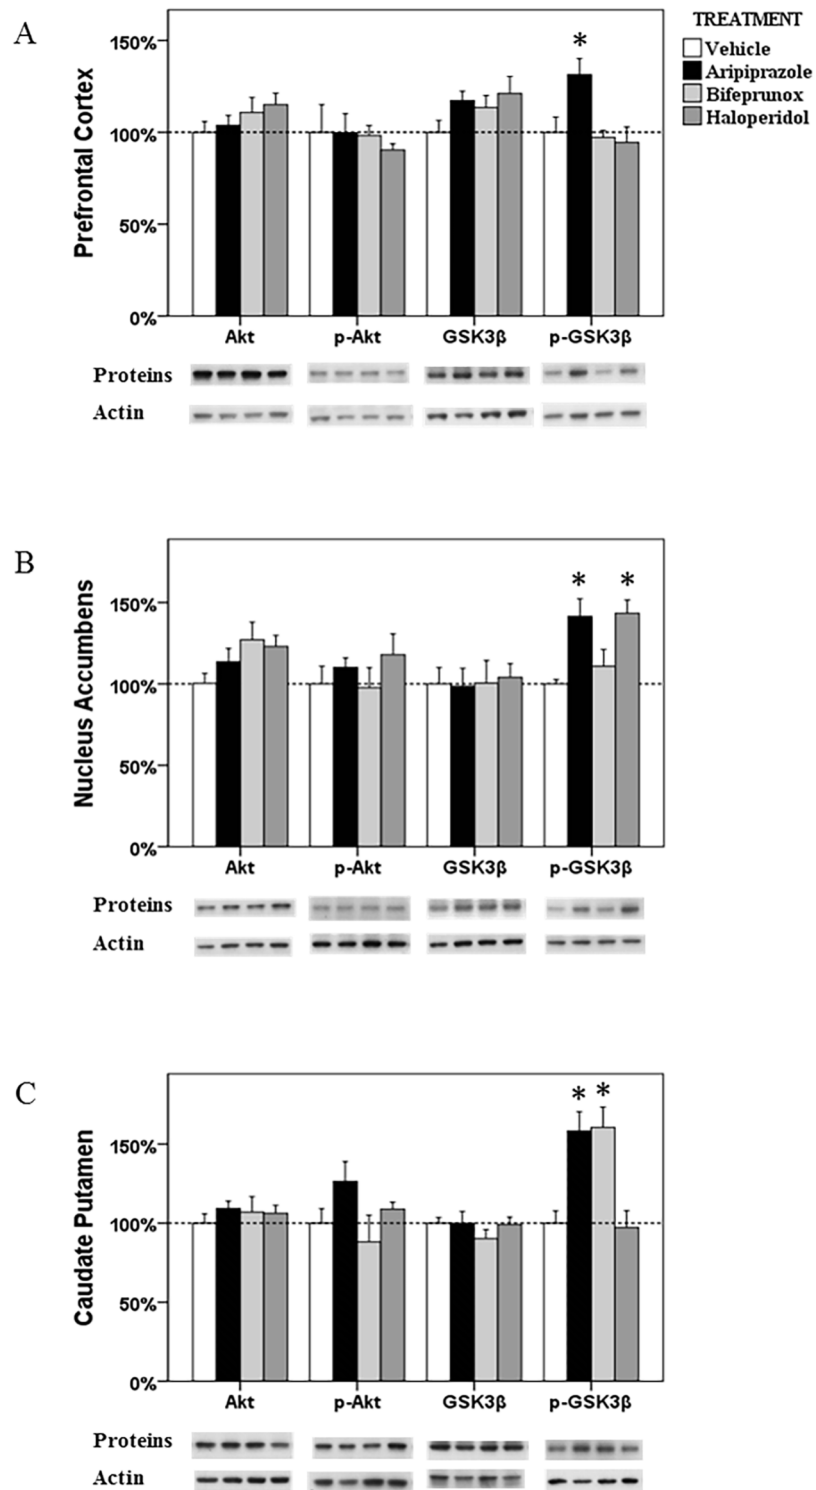 A
Prefrontal Cortex
150%
100%
50%
0%
*
TREATMENT
Vehicle
Aripiprazole
Bifeprunox
Haloperidol
Akt p-Akt GSK3β p-GSK3β
Proteins
Actin
B
Nucleus Accumbens
150%
100%
50%
0%
* *
Akt p-Akt GSK3β p-GSK3β
Proteins
Actin
C
Caudate Putamen
150%
100%
50%
0%
* *
Akt p-Akt GSK3β p-GSK3β
Proteins
Actin